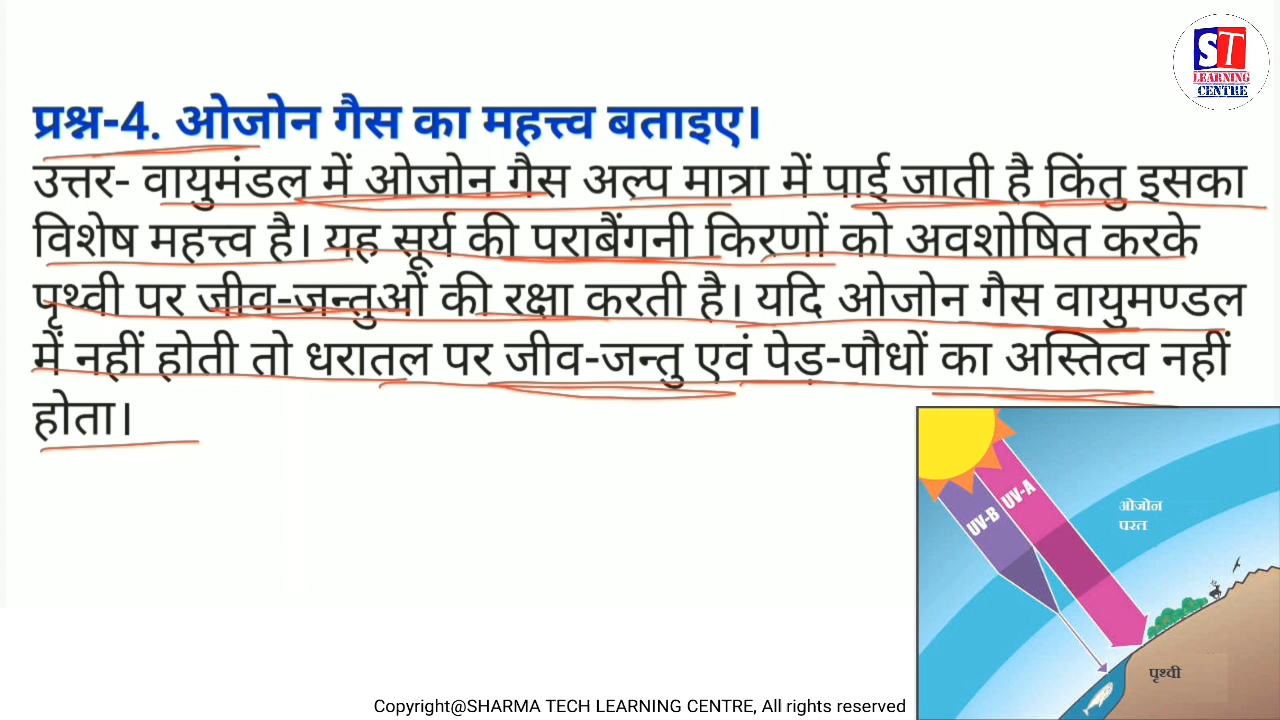 ST
LEARNING
CENTRE
प्रश्न-4. ओजोन गैस का महत्त्व बताइए।
उत्तर- वायुमंडल में ओजोन गैस अल्प मात्रा में पाई जाती है किंतु इसका
विशेष महत्त्व है। यह सूर्य की पराबैंगनी किरणों को अवशोषित करके
पृथ्वी पर जीव-जन्तुओं की रक्षा करती है। यदि ओजोन गैस वायुमण्डल
में नहीं होती तो धरातल पर जीव-जन्तु एवं पेड़-पौधों का अस्तित्व नहीं
होता।
UV-B
UV-A
ओजोन
परत
पृथ्वी
Copyright@SHARMA TECH LEARNING CENTRE, All rights reserved